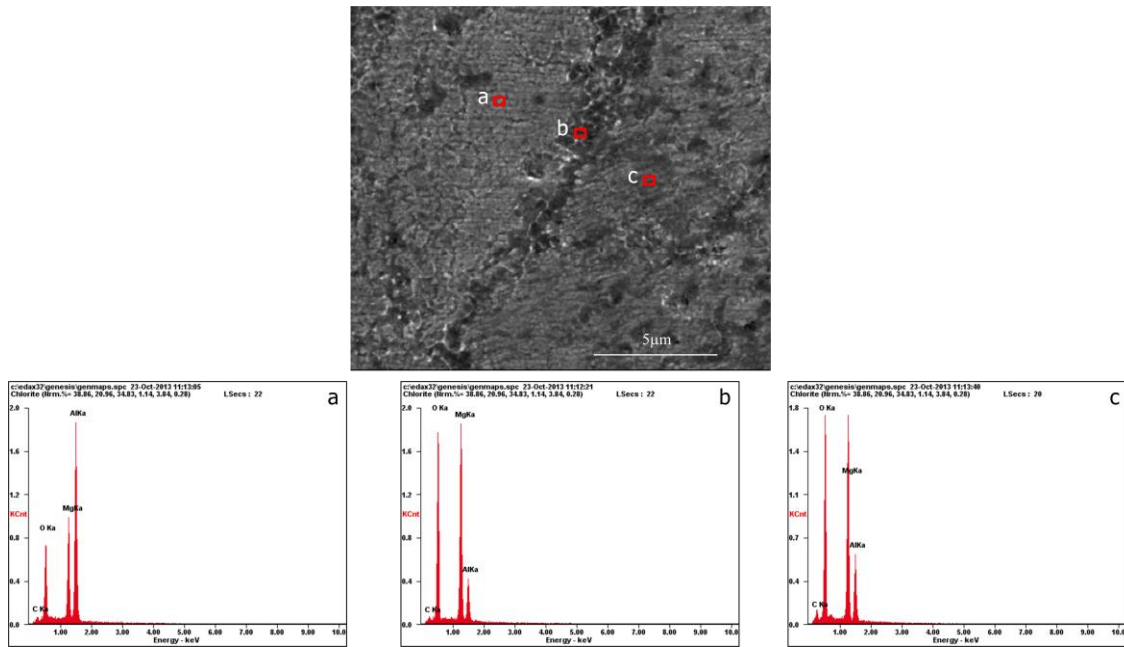 a
b
c
5µm
c:\edax32\genesis\genmaps.spc 23-Oct-2013 11:13:05
Chlorite (Nrm.%= 38.86, 20.96, 34.83, 1.14, 3.84, 0.28) LSecs : 22
a
2.0
1.6
1.2
KCnt
0.8
0.4
0.0
C Ka
O Ka
MgKa
AlKa
1.00 2.00 3.00 4.00 5.00 6.00 7.00 8.00 9.00 10.0
Energy - keV
c:\edax32\genesis\genmaps.spc 23-Oct-2013 11:12:21
Chlorite (Nrm.%= 38.86, 20.96, 34.83, 1.14, 3.84, 0.28) LSecs : 22
b
2.0
1.6
1.2
KCnt
0.8
0.4
0.0
C Ka
O Ka
MgKa
AlKa
1.00 2.00 3.00 4.00 5.00 6.00 7.00 8.00 9.00 10.0
Energy - keV
c:\edax32\genesis\genmaps.spc 23-Oct-2013 11:13:40
Chlorite (Nrm.%= 38.86, 20.96, 34.83, 1.14, 3.84, 0.28) LSecs : 20
c
1.8
1.4
1.1
KCnt
0.7
0.4
0.0
C Ka
O Ka
MgKa
AlKa
1.00 2.00 3.00 4.00 5.00 6.00 7.00 8.00 9.00 10.0
Energy - keV